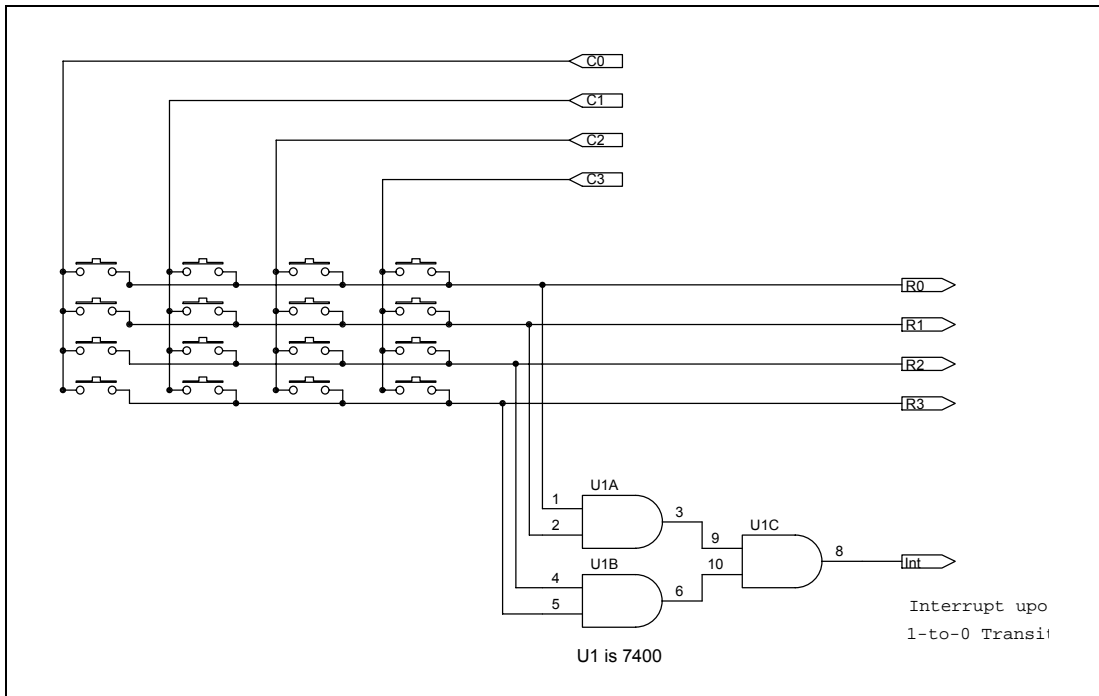 C0
C1
C2
C3
R0
R1
R2
R3
U1A
1
2
3
U1B
4
5
6
U1C
9
10
8
Int
Interrupt upo
1-to-0 Transit
U1 is 7400